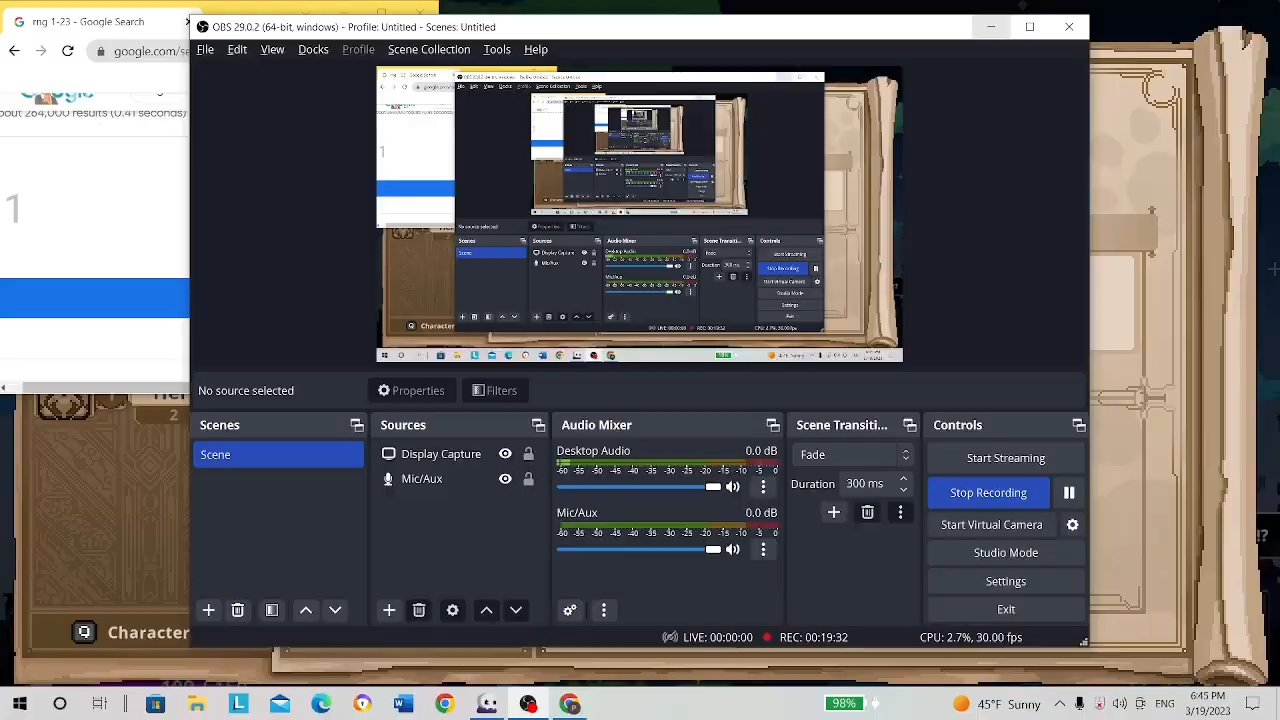 rng 1-23 - Google Search
google.com/se
about 264,000 results (0.41 seconds)
1
OBS 29.0.2 (64-bit, windows) - Profile: Untitled - Scenes: Untitled
File Edit View Docks Profile Scene Collection Tools Help
No source selected
Properties
Filters
Scenes
Scene
Sources
Display Capture
Mic/Aux
Audio Mixer
Desktop Audio 0.0 dB
-60 -55 -50 -45 -40 -35 -30 -25 -20 -15 -10 -5 0
Mic/Aux 0.0 dB
-60 -55 -50 -45 -40 -35 -30 -25 -20 -15 -10 -5 0
Scene Transiti...
Fade
Duration 300 ms
Controls
Start Streaming
Stop Recording
Start Virtual Camera
Studio Mode
Settings
Exit
LIVE: 00:00:00 REC: 00:19:32 CPU: 2.7%, 30.00 fps
2
Character
!?
98%
45°F Sunny
ENG
6:45 PM
3/19/2023